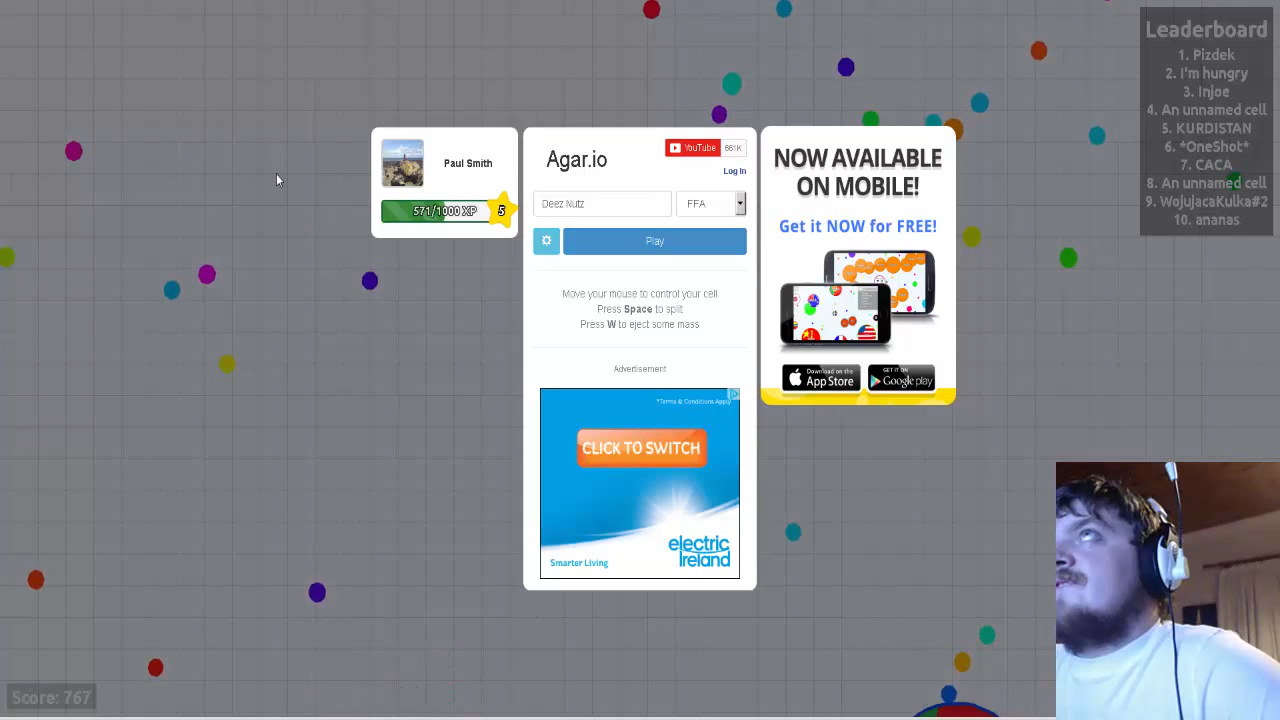 Paul Smith
571/1000 XP
5
Agar.io
YouTube
661K
Log in
Deez Nutz
FFA
Play
Move your mouse to control your cell
Press Space to split
Press W to eject some mass
Advertisement
*Terms & Conditions Apply
CLICK TO SWITCH
Smarter Living
electric
Ireland
NOW AVAILABLE
ON MOBILE!
Get it NOW for FREE!
Download on the
App Store
GET IT ON
Google play
Leaderboard
1. Pizdek
2. I'm hungry
3. Injoe
4. An unnamed cell
5. KURDISTAN
6. *OneShot*
7. CACA
8. An unnamed cell
9. WojujacaKulka#2
10. ananas
Score: 767